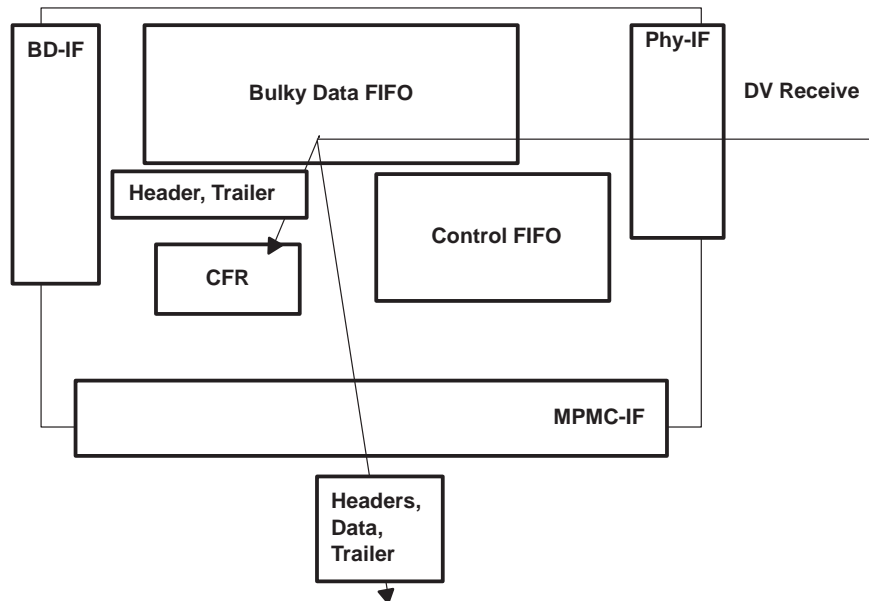 BD-IF
Phy-IF
Bulky Data FIFO
DV Receive
Header, Trailer
Control FIFO
CFR
MPMC-IF
Headers,
Data,
Trailer